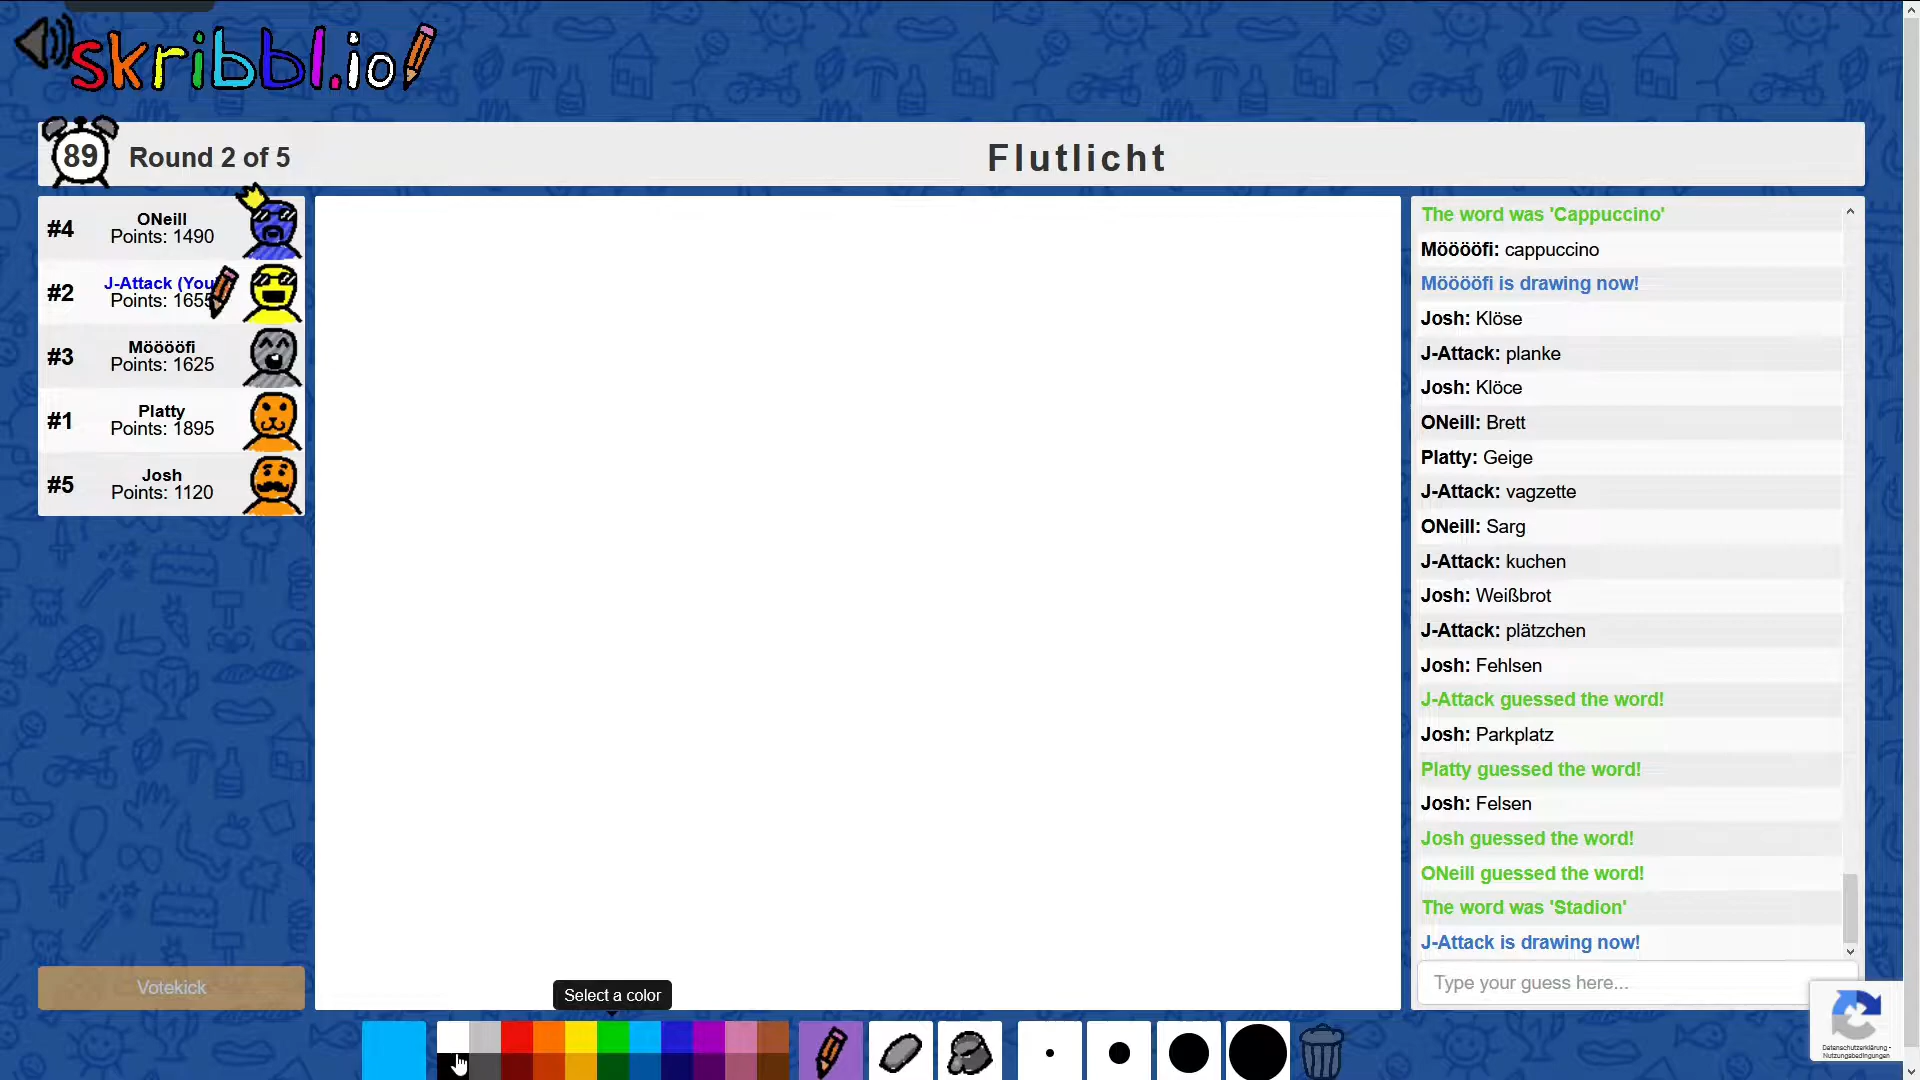 skribbl.io
89
Round 2 of 5
Flutlicht
#4
ONeill
Points: 1490
#2
J-Attack (You
Points: 1655
#3
Mööööfi
Points: 1625
#1
Platty
Points: 1895
#5
Josh
Points: 1120
Votekick
Select a color
The word was 'Cappuccino'
Mööööfi: cappuccino
Mööööfi is drawing now!
Josh: Klöse
J-Attack: planke
Josh: Klöce
ONeill: Brett
Platty: Geige
J-Attack: vagzette
ONeill: Sarg
J-Attack: kuchen
Josh: Weißbrot
J-Attack: plätzchen
Josh: Fehlsen
J-Attack guessed the word!
Josh: Parkplatz
Platty guessed the word!
Josh: Felsen
Josh guessed the word!
ONeill guessed the word!
The word was 'Stadion'
J-Attack is drawing now!
Type your guess here...
Datenschutzerklärung -
Nutzungsbedingungen